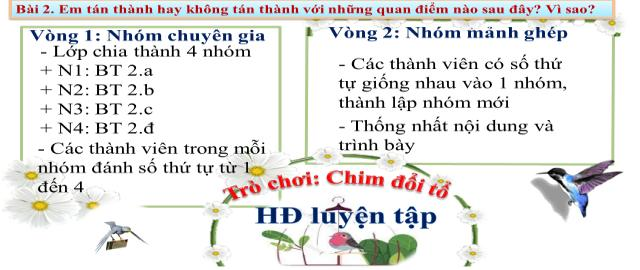 Bài 2. Em tán thành hay không tán thành với những quan điểm nào sau đây? Vì sao?
Vòng 1: Nhóm chuyên gia
- Lớp chia thành 4 nhóm
+ N1: BT 2.a
+ N2: BT 2.b
+ N3: BT 2.c
+ N4: BT 2.đ
- Các thành viên trong mỗi
nhóm đánh số thứ tự từ 1
đến 4
Vòng 2: Nhóm mảnh ghép
- Các thành viên có số thứ
tự giống nhau vào 1 nhóm,
thành lập nhóm mới
- Thống nhất nội dung và
trình bày
Trò chơi: Chim đổi tổ
HĐ luyện tập